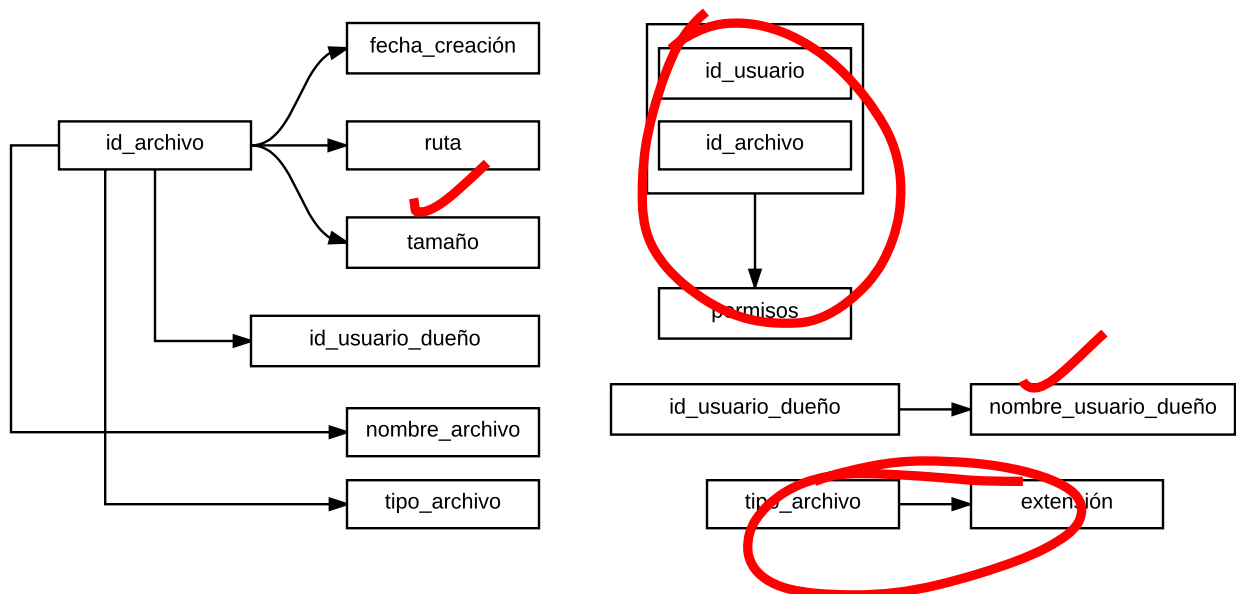 fecha_creación
id_archivo
ruta
tamaño
id_usuario_dueño
nombre_archivo
tipo_archivo
id_usuario
id_archivo
permisos
id_usuario_dueño
nombre_usuario_dueño
tipo_archivo
extensión